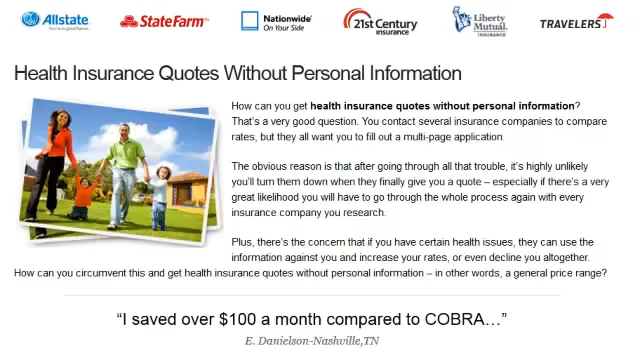 Allstate
You're in good hands.
StateFarm
Nationwide
On Your Side
21st Century
Insurance
Liberty
Mutual.
INSURANCE
TRAVELERS
Health Insurance Quotes Without Personal Information
How can you get health insurance quotes without personal information?
That's a very good question. You contact several insurance companies to compare
rates, but they all want you to fill out a multi-page application.
The obvious reason is that after going through all that trouble, it's highly unlikely
you'll turn them down when they finally give you a quote – especially if there's a very
great likelihood you will have to go through the whole process again with every
insurance company you research.
Plus, there's the concern that if you have certain health issues, they can use the
information against you and increase your rates, or even decline you altogether.
How can you circumvent this and get health insurance quotes without personal information – in other words, a general price range?
“I saved over $100 a month compared to COBRA…”
E. Danielson-Nashville,TN